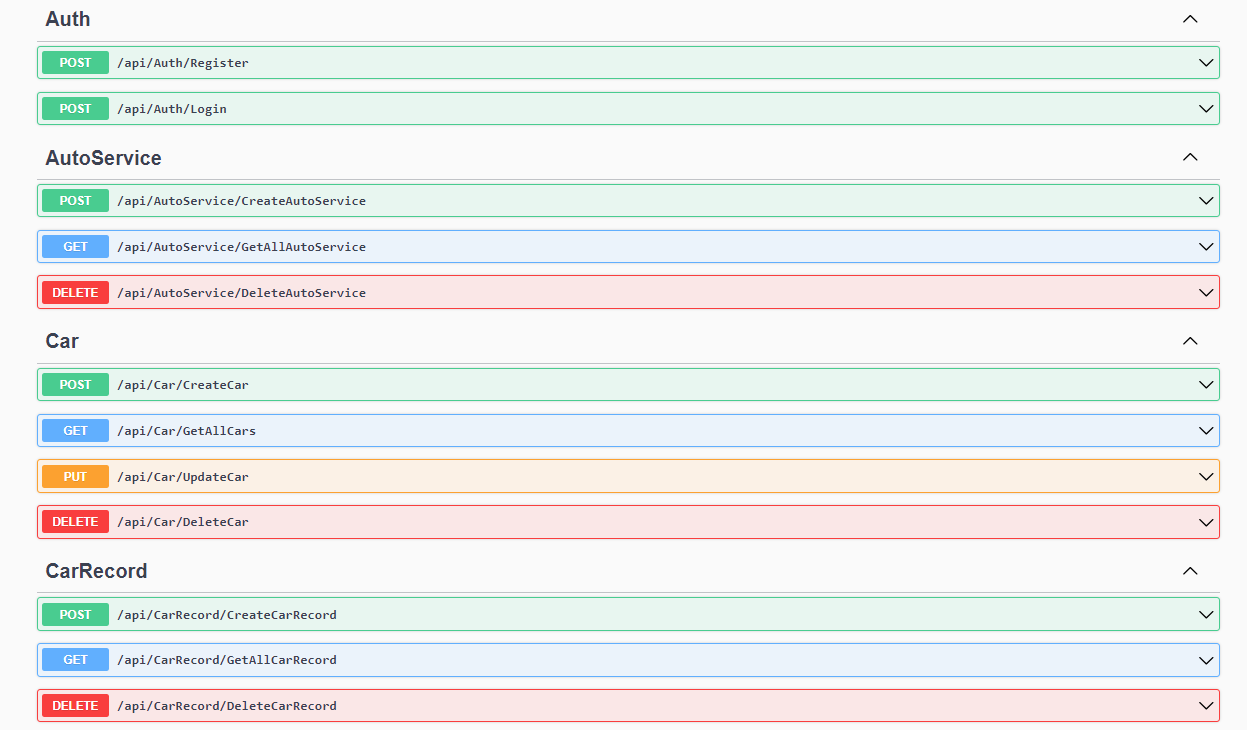 Auth
POST /api/Auth/Register
POST /api/Auth/Login
AutoService
POST /api/AutoService/CreateAutoService
GET /api/AutoService/GetAllAutoService
DELETE /api/AutoService/DeleteAutoService
Car
POST /api/Car/CreateCar
GET /api/Car/GetAllCars
PUT /api/Car/UpdateCar
DELETE /api/Car/DeleteCar
CarRecord
POST /api/CarRecord/CreateCarRecord
GET /api/CarRecord/GetAllCarRecord
DELETE /api/CarRecord/DeleteCarRecord